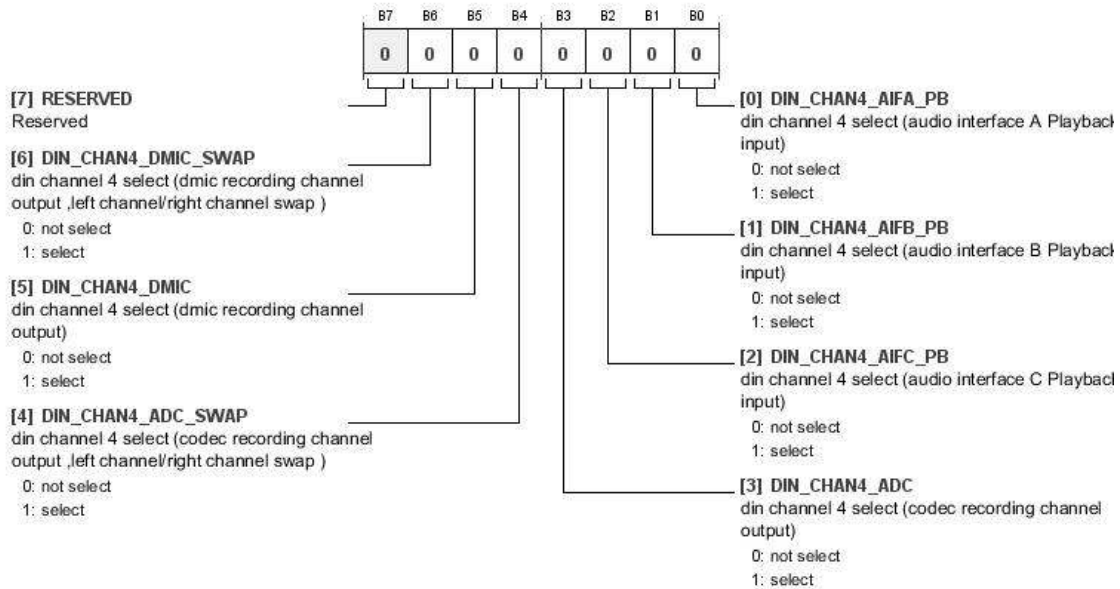 B7 B6 B5 B4 B3 B2 B1 B0
0 0 0 0 0 0 0 0
[7] RESERVED
Reserved
[6] DIN_CHAN4_DMIC_SWAP
din channel 4 select (dmic recording channel
output ,left channel/right channel swap )
0: not select
1: select
[5] DIN_CHAN4_DMIC
din channel 4 select (dmic recording channel
output)
0: not select
1: select
[4] DIN_CHAN4_ADC_SWAP
din channel 4 select (codec recording channel
output ,left channel/right channel swap )
0: not select
1: select
[0] DIN_CHAN4_AIFA_PB
din channel 4 select (audio interface A Playback
input)
0: not select
1: select
[1] DIN_CHAN4_AIFB_PB
din channel 4 select (audio interface B Playback
input)
0: not select
1: select
[2] DIN_CHAN4_AIFC_PB
din channel 4 select (audio interface C Playback
input)
0: not select
1: select
[3] DIN_CHAN4_ADC
din channel 4 select (codec recording channel
output)
0: not select
1: select